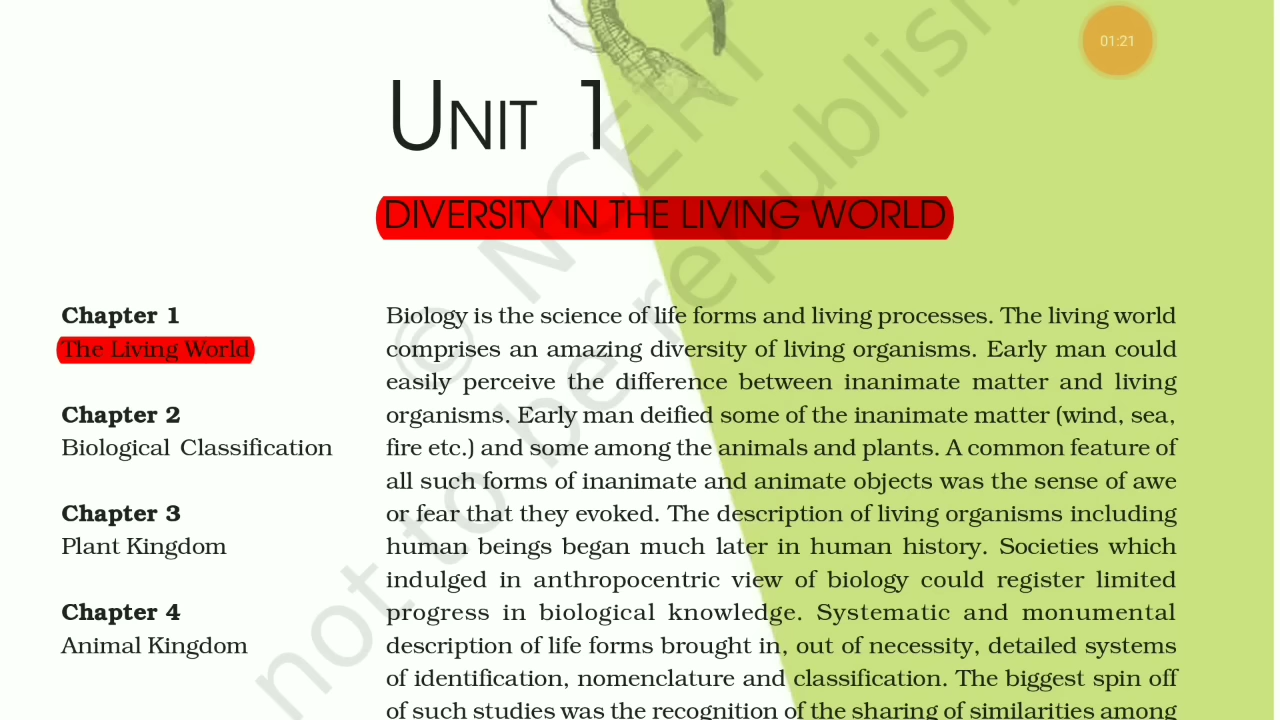 01:21
UNIT 1
DIVERSITY IN THE LIVING WORLD
Chapter 1
The Living World
Chapter 2
Biological Classification
Chapter 3
Plant Kingdom
Chapter 4
Animal Kingdom
Biology is the science of life forms and living processes. The living world
comprises an amazing diversity of living organisms. Early man could
easily perceive the difference between inanimate matter and living
organisms. Early man deified some of the inanimate matter (wind, sea,
fire etc.) and some among the animals and plants. A common feature of
all such forms of inanimate and animate objects was the sense of awe
or fear that they evoked. The description of living organisms including
human beings began much later in human history. Societies which
indulged in anthropocentric view of biology could register limited
progress in biological knowledge. Systematic and monumental
description of life forms brought in, out of necessity, detailed systems
of identification, nomenclature and classification. The biggest spin off
of such studies was the recognition of the sharing of similarities among
© NCERT
not to be republish